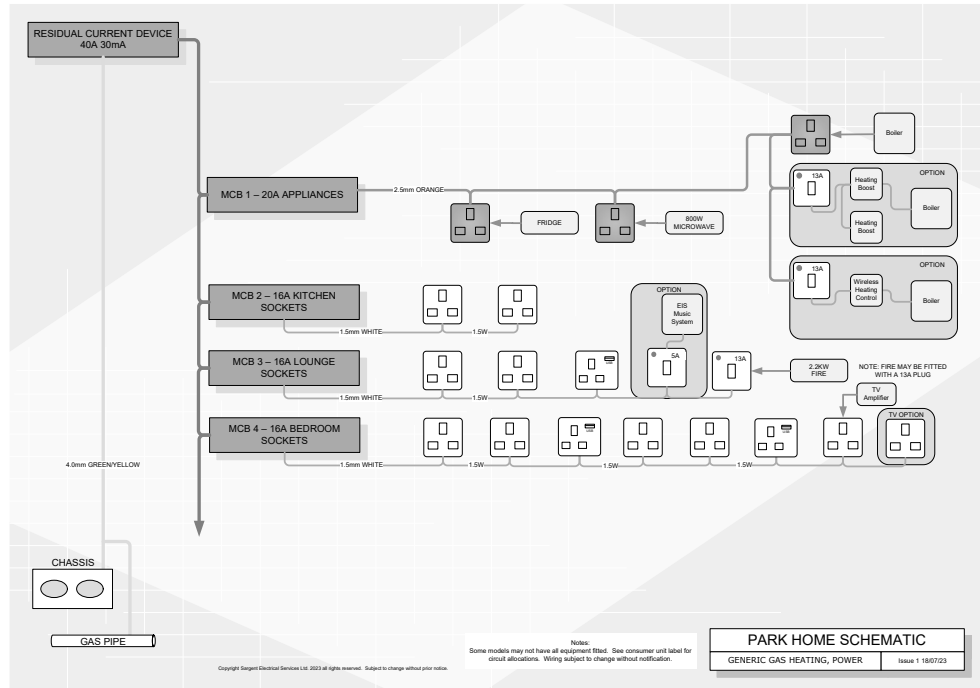 RESIDUAL CURRENT DEVICE
40A 30mA
MCB 1 – 20A APPLIANCES
2.5mm ORANGE
FRIDGE
800W
MICROWAVE
Boiler
OPTION
13A
Heating
Boost
Heating
Boost
Boiler
OPTION
13A
Wireless
Heating
Control
Boiler
MCB 2 – 16A KITCHEN
SOCKETS
1.5mm WHITE
1.5W
OPTION
EIS
Music
System
5A
MCB 3 – 16A LOUNGE
SOCKETS
1.5mm WHITE
1.5W
USB
13A
2.2KW
FIRE
NOTE: FIRE MAY BE FITTED
WITH A 13A PLUG
TV
Amplifier
TV OPTION
MCB 4 – 16A BEDROOM
SOCKETS
1.5mm WHITE
1.5W
USB
1.5W
1.5W
USB
4.0mm GREEN/YELLOW
CHASSIS
GAS PIPE
Copyright Sargent Electrical Services Ltd. 2023 all rights reserved. Subject to change without prior notice.
Notes:
Some models may not have all equipment fitted. See consumer unit label for
circuit allocations. Wiring subject to change without notification.
PARK HOME SCHEMATIC
GENERIC GAS HEATING, POWER
Issue 1 18/07/23